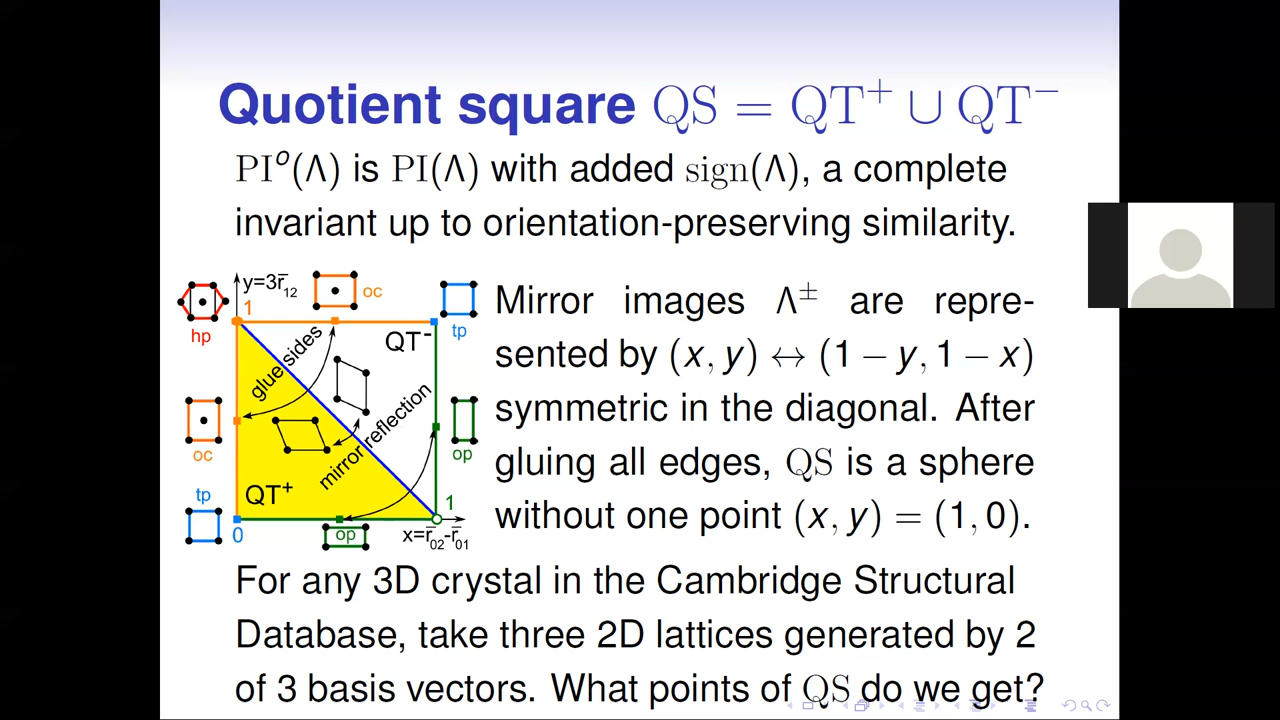 Quotient square QS = QT⁺ ∪ QT⁻
PIᵒ(Λ) is PI(Λ) with added sign(Λ), a complete
invariant up to orientation-preserving similarity.
y=3r̄₁₂
1
hp
oc
tp
QT⁻
glue sides
mirror reflection
oc
op
tp
QT⁺
0
op
1
x=r̄₀₂-r̄₀₁
Mirror images Λ± are repre-
sented by (x, y) ↔ (1 − y, 1 − x)
symmetric in the diagonal. After
gluing all edges, QS is a sphere
without one point (x, y) = (1, 0).
For any 3D crystal in the Cambridge Structural
Database, take three 2D lattices generated by 2
of 3 basis vectors. What points of QS do we get?